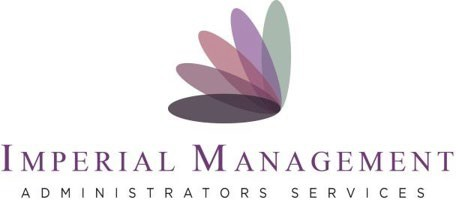 IMPERIAL MANAGEMENT
ADMINISTRATORS SERVICES